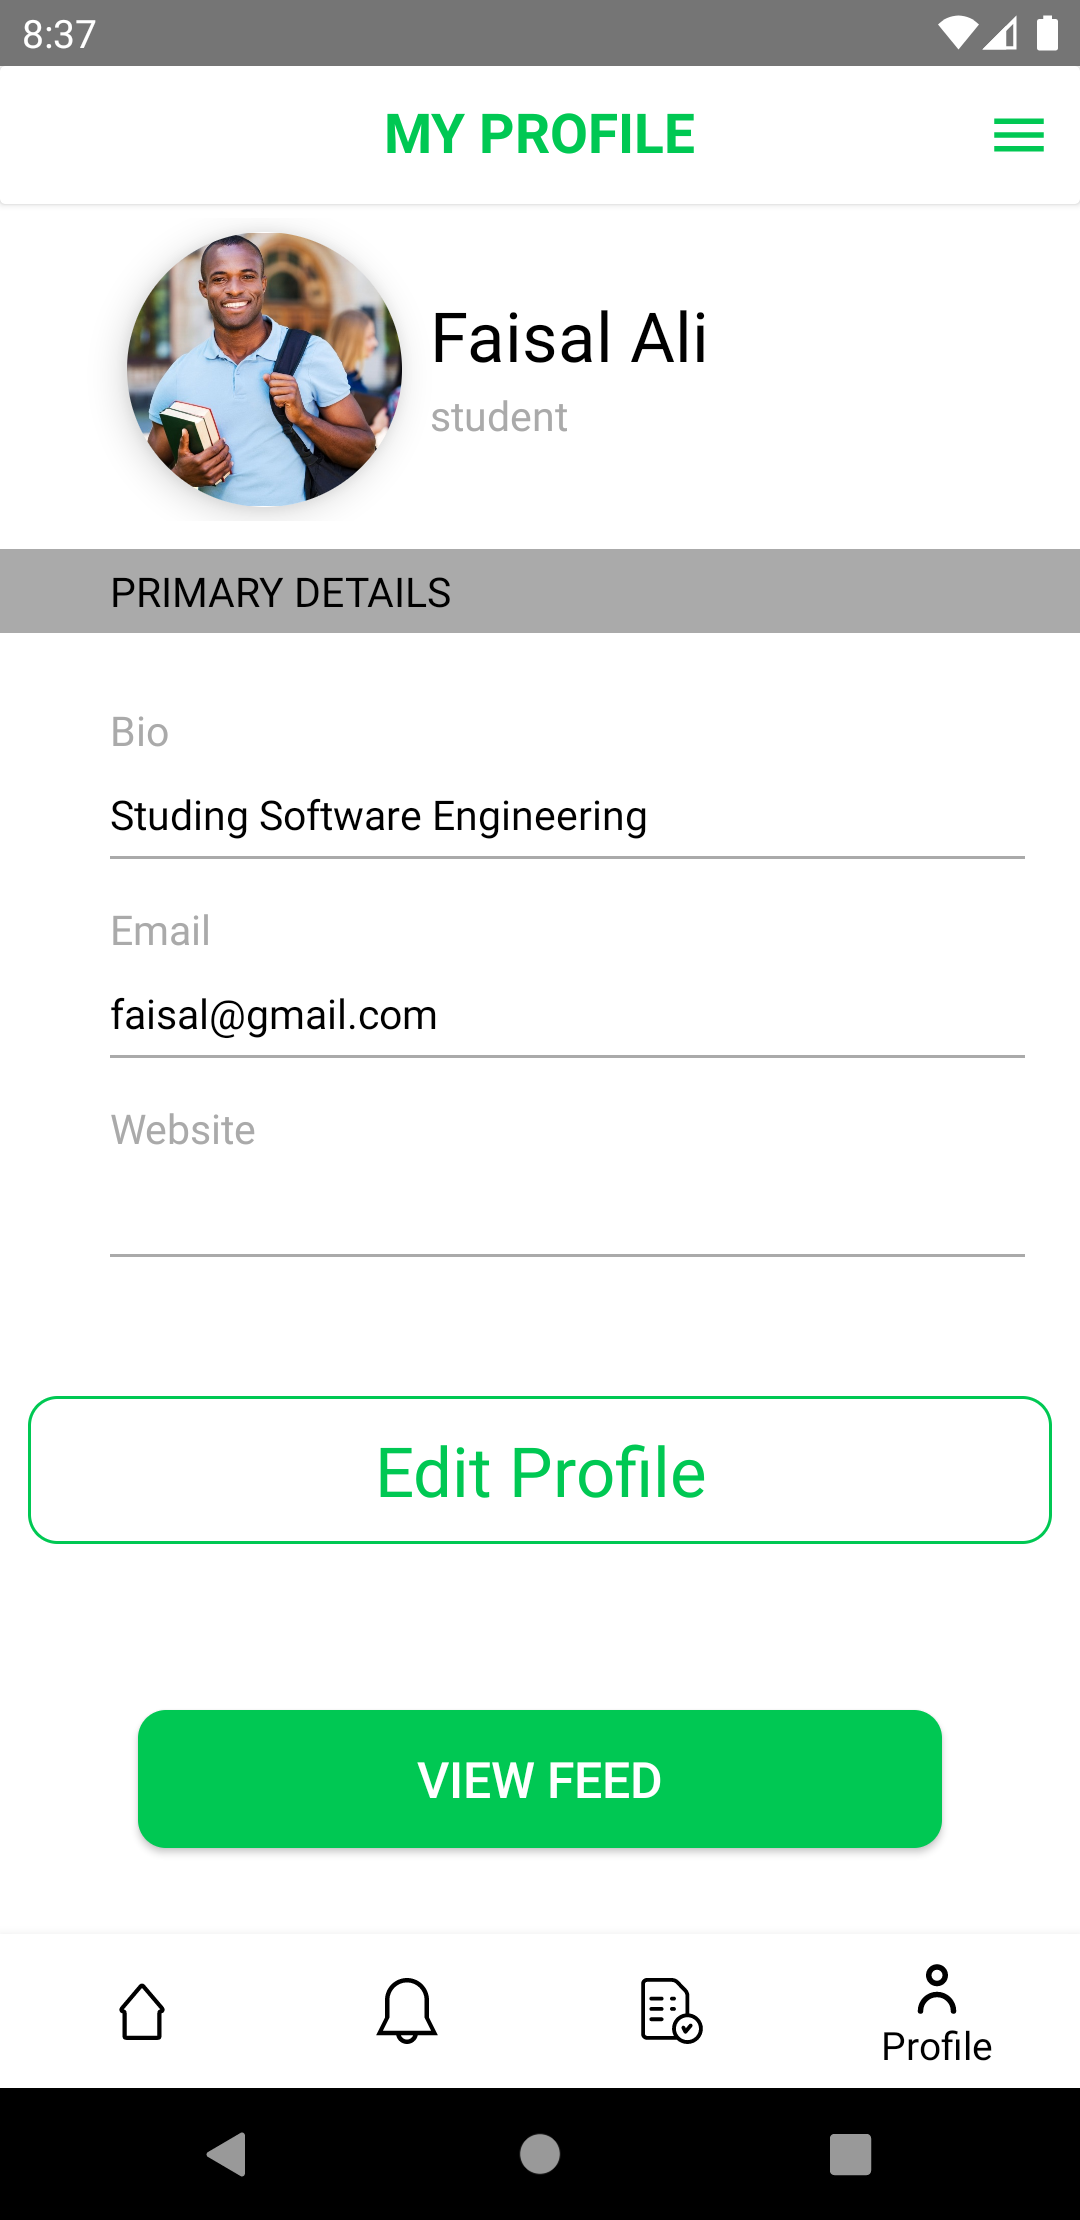 8:37
MY PROFILE
Faisal Ali
student
PRIMARY DETAILS
Bio
Studing Software Engineering
Email
faisal@gmail.com
Website
Edit Profile
VIEW FEED
Profile